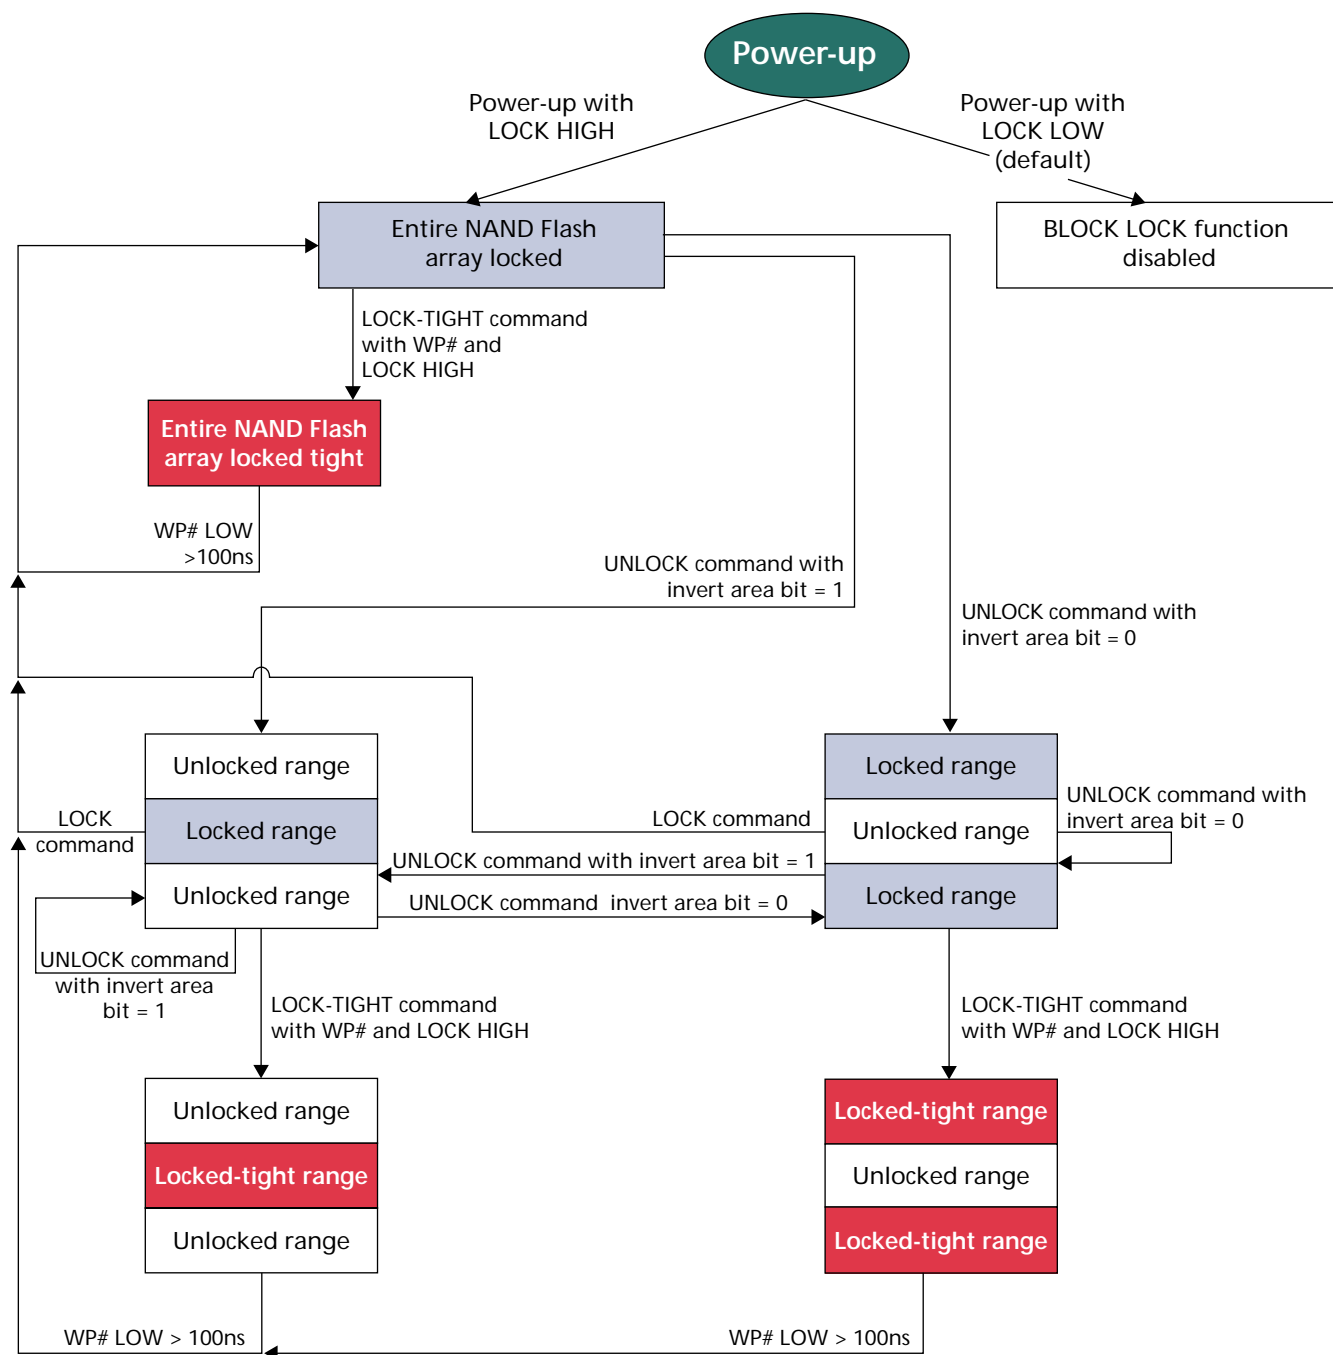 Power-up
Power-up with
LOCK HIGH
Power-up with
LOCK LOW
(default)
Entire NAND Flash
array locked
BLOCK LOCK function
disabled
LOCK-TIGHT command
with WP# and
LOCK HIGH
Entire NAND Flash
array locked tight
WP# LOW
>100ns
UNLOCK command with
invert area bit = 1
UNLOCK command with
invert area bit = 0
Unlocked range
Locked range
Unlocked range
LOCK
command
LOCK command
Locked range
Unlocked range
Locked range
UNLOCK command with
invert area bit = 0
UNLOCK command with invert area bit = 1
UNLOCK command  invert area bit = 0
UNLOCK command
with invert area
bit = 1
LOCK-TIGHT command
with WP# and LOCK HIGH
LOCK-TIGHT command
with WP# and LOCK HIGH
Unlocked range
Locked-tight range
Unlocked range
Locked-tight range
Unlocked range
Locked-tight range
WP# LOW > 100ns
WP# LOW > 100ns